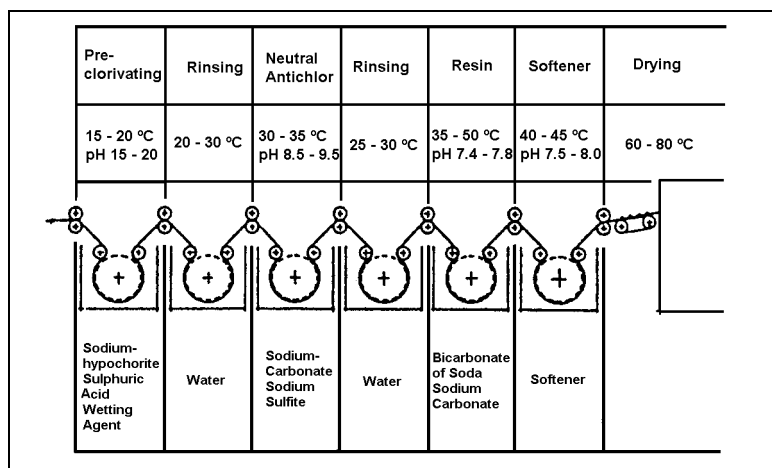 Pre-
clorivating
Rinsing
Neutral
Antichlor
Rinsing
Resin
Softener
Drying
15 - 20 ºC
pH 15 - 20
20 - 30 ºC
30 - 35 ºC
pH 8.5 - 9.5
25 - 30 ºC
35 - 50 ºC
pH 7.4 - 7.8
40 - 45 ºC
pH 7.5 - 8.0
60 - 80 ºC
Sodium-
hypochorite
Sulphuric
Acid
Wetting
Agent
Water
Sodium-
Carbonate
Sodium
Sulfite
Water
Bicarbonate
of Soda
Sodium
Carbonate
Softener